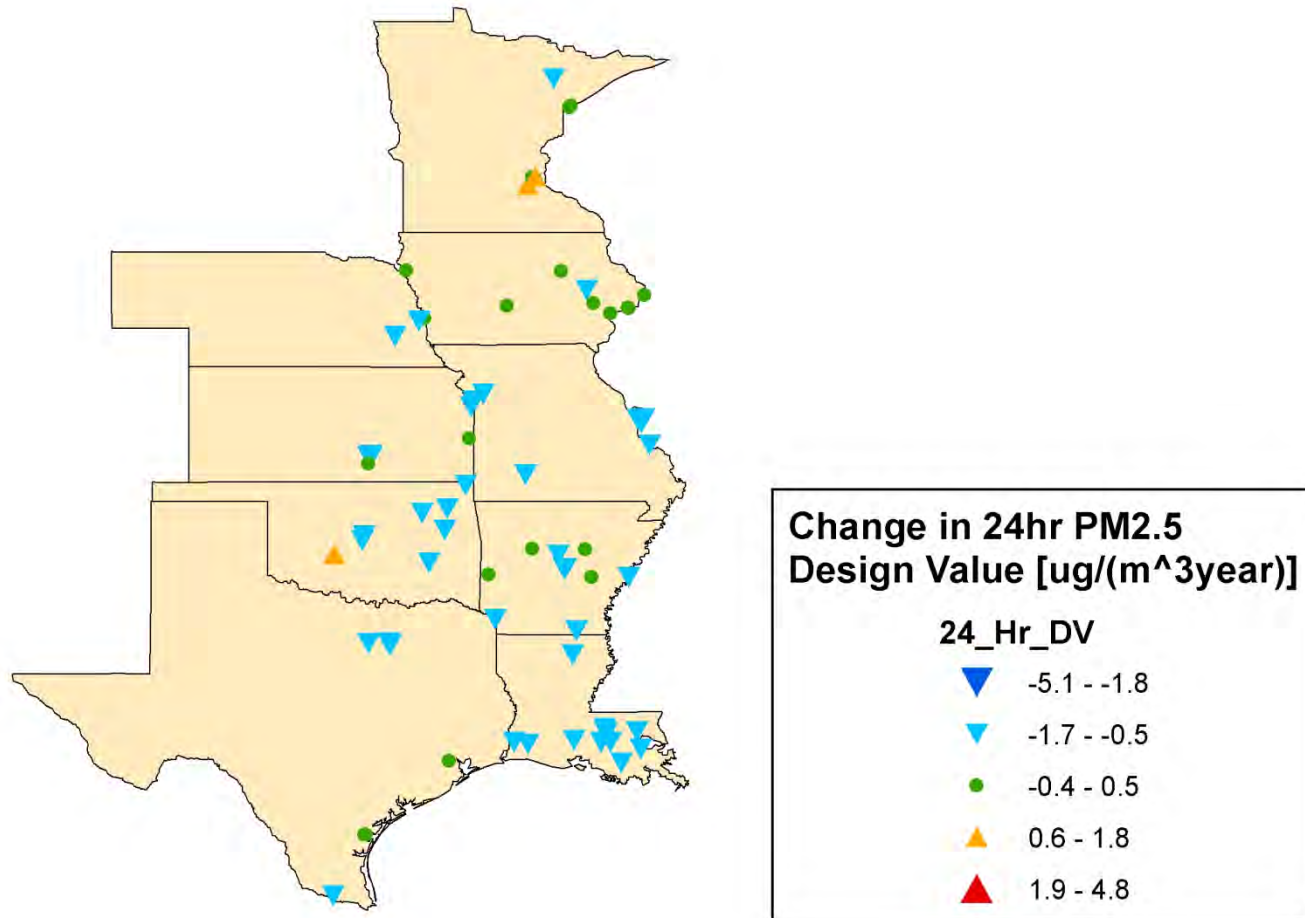 Change in 24hr PM2.5
Design Value [ug/(m^3year)]
24_Hr_DV
-5.1 - -1.8
-1.7 - -0.5
-0.4 - 0.5
0.6 - 1.8
1.9 - 4.8